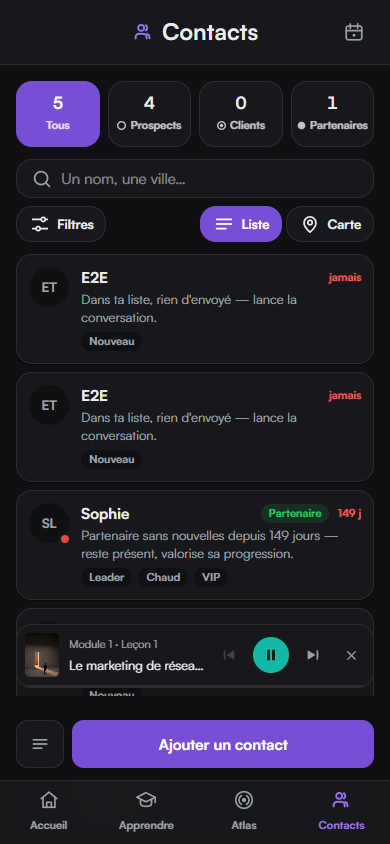 Contacts
5
Tous
4
Prospects
0
Clients
1
Partenaires
Un nom, une ville...
Filtres
Liste
Carte
ET
E2E
jamais
Dans ta liste, rien d'envoyé — lance la
conversation.
Nouveau
ET
E2E
jamais
Dans ta liste, rien d'envoyé — lance la
conversation.
Nouveau
SL
Sophie
Partenaire
149 j
Partenaire sans nouvelles depuis 149 jours —
reste présent, valorise sa progression.
Leader
Chaud
VIP
Module 1 · Leçon 1
Le marketing de résea...
Nouveau
Ajouter un contact
Accueil
Apprendre
Atlas
Contacts